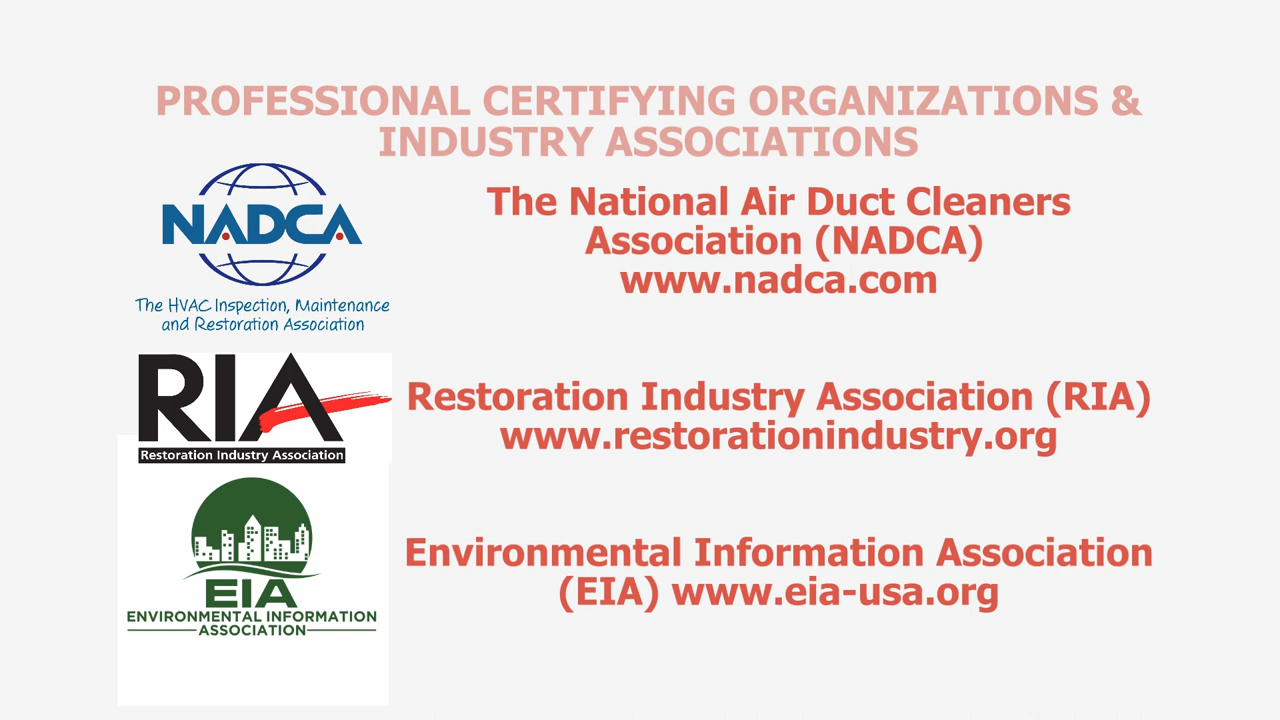 PROFESSIONAL CERTIFYING ORGANIZATIONS &
INDUSTRY ASSOCIATIONS
NADCA
The HVAC Inspection, Maintenance
and Restoration Association
The National Air Duct Cleaners
Association (NADCA)
www.nadca.com
RIA
Restoration Industry Association
Restoration Industry Association (RIA)
www.restorationindustry.org
EIA
ENVIRONMENTAL INFORMATION
ASSOCIATION
Environmental Information Association
(EIA) www.eia-usa.org